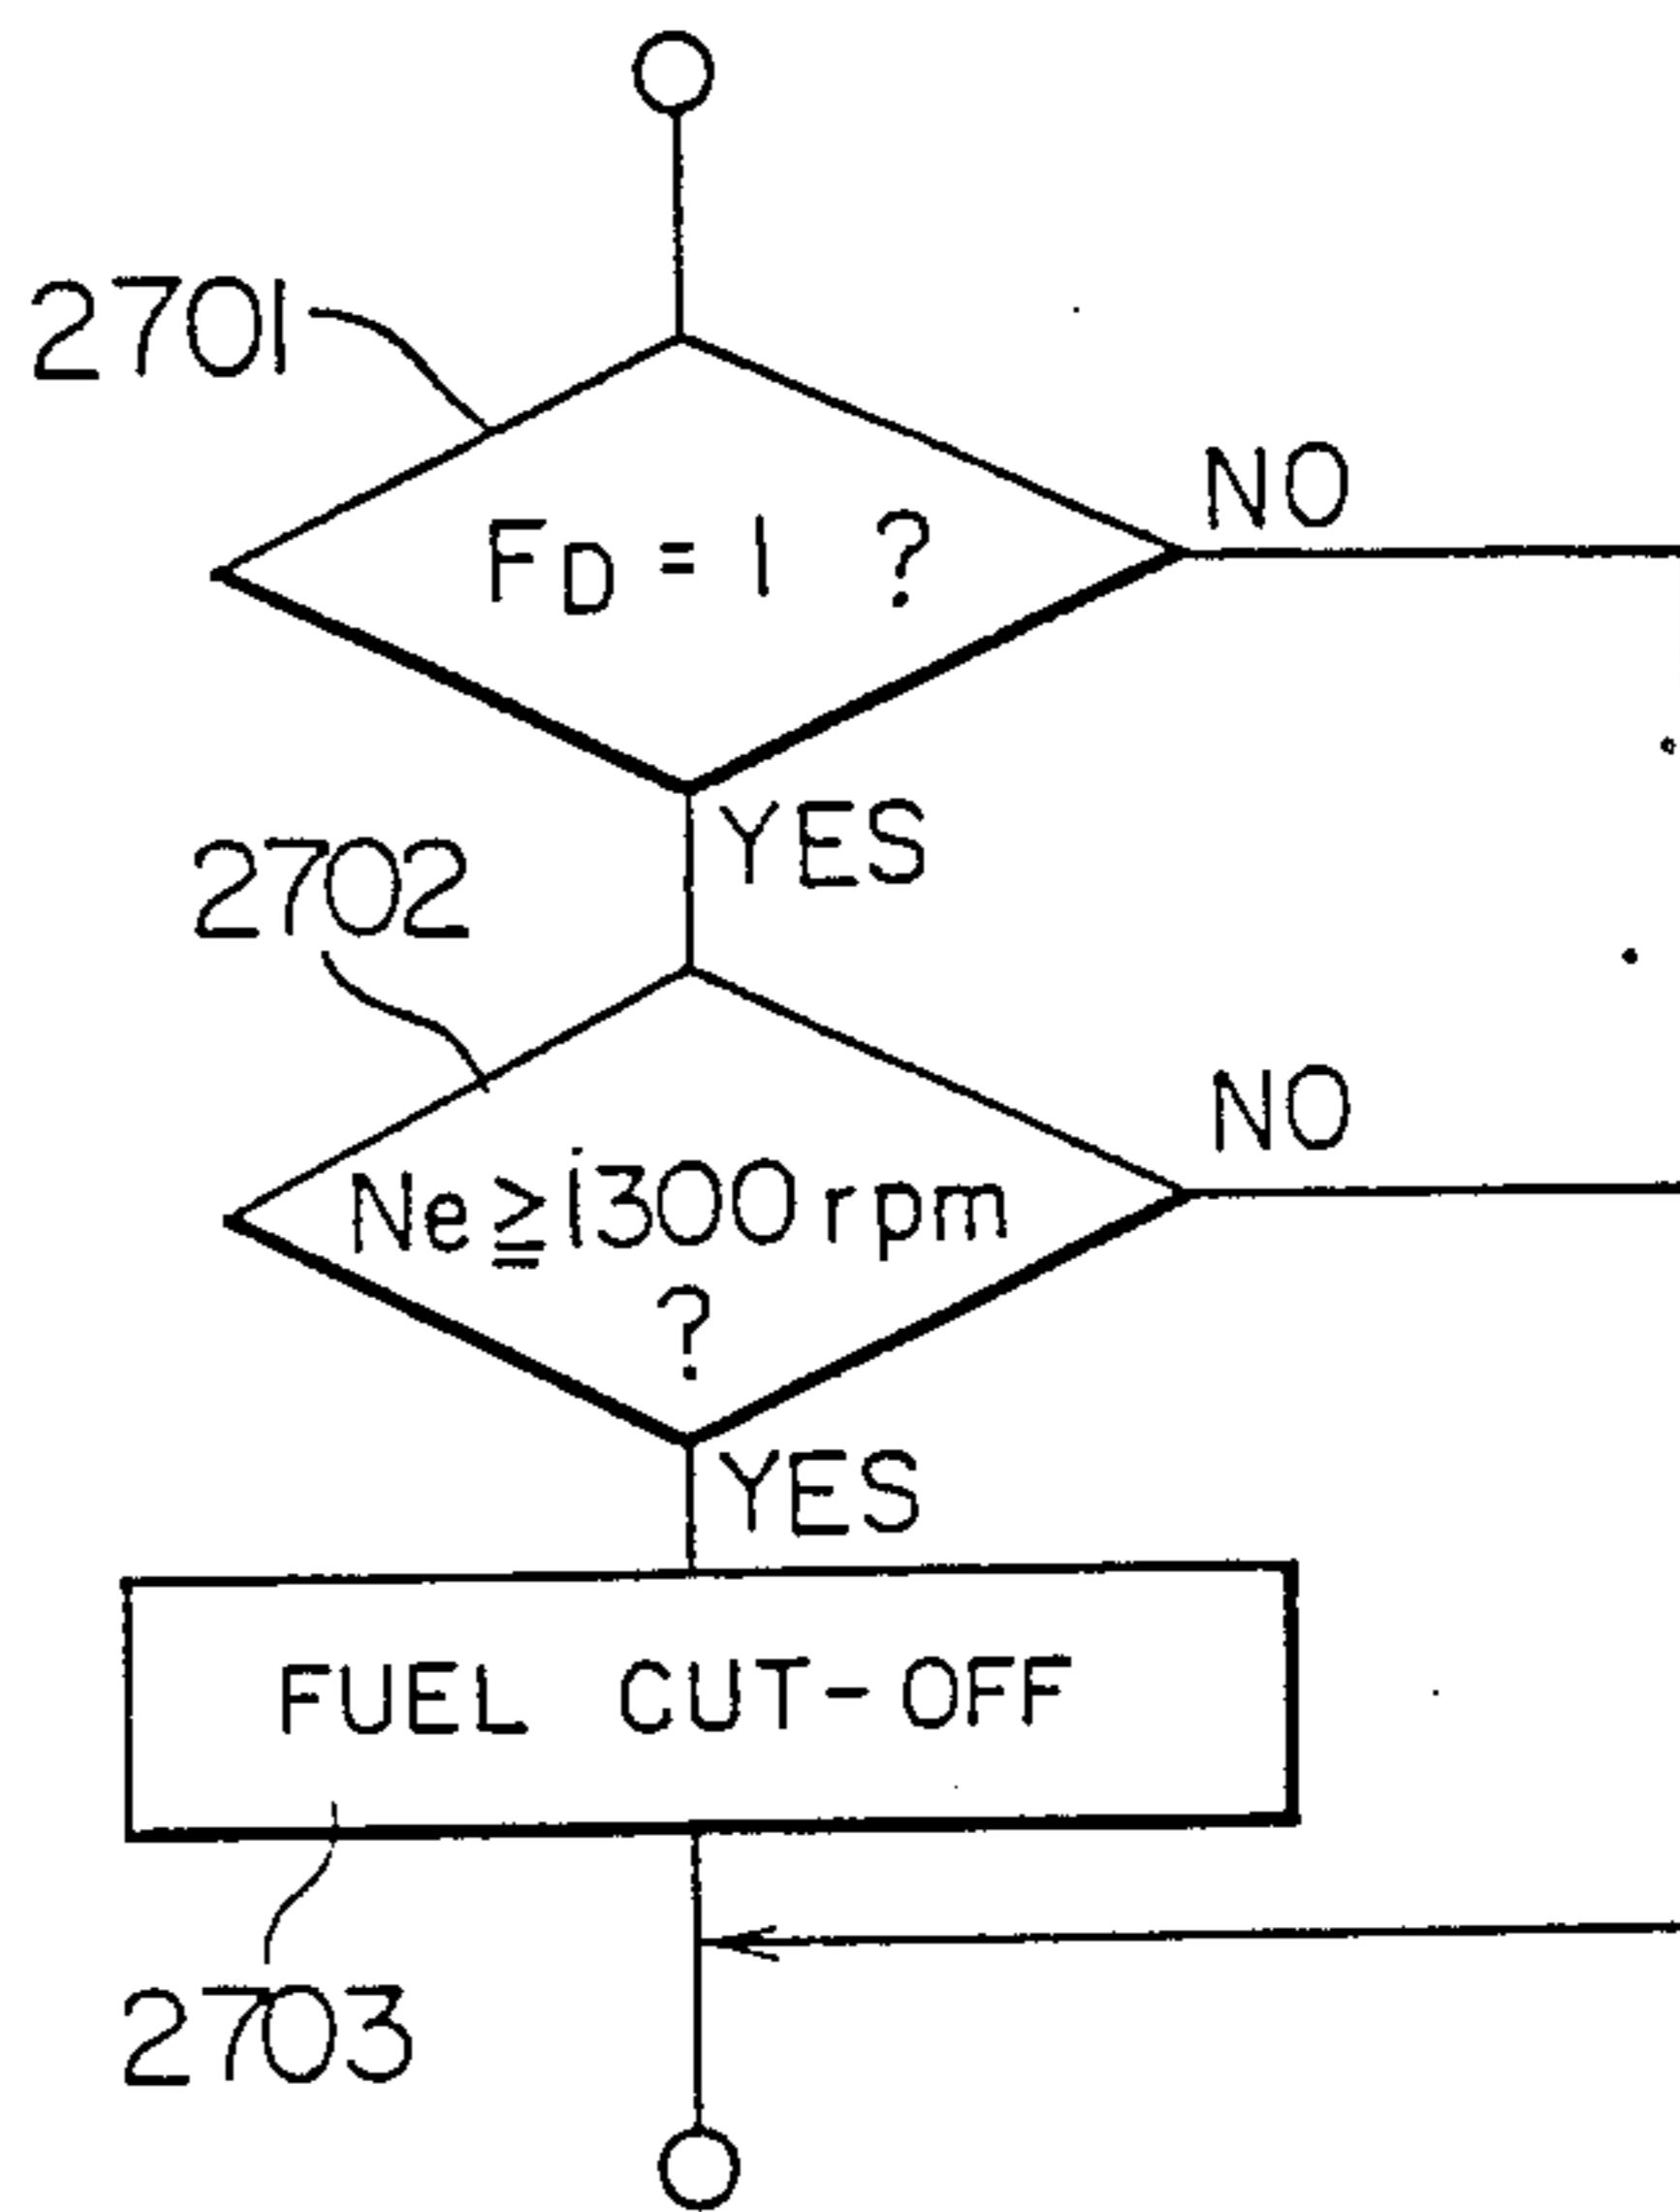 2701
NO
FD = 1 ?
YES
2702
NO
Ne ≧ 1300 rpm
?
YES
FUEL CUT-OFF
2703